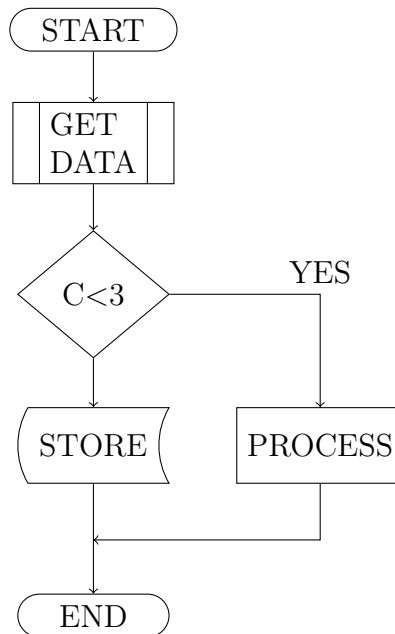 START
GET
DATA
YES
C<3
STORE
PROCESS
END